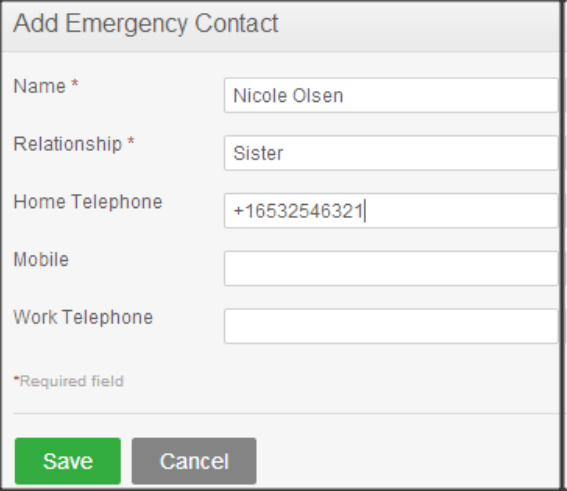 Add Emergency Contact
Name * Nicole Olsen
Relationship * Sister
Home Telephone +16532546321
Mobile
Work Telephone
*Required field
Save Cancel